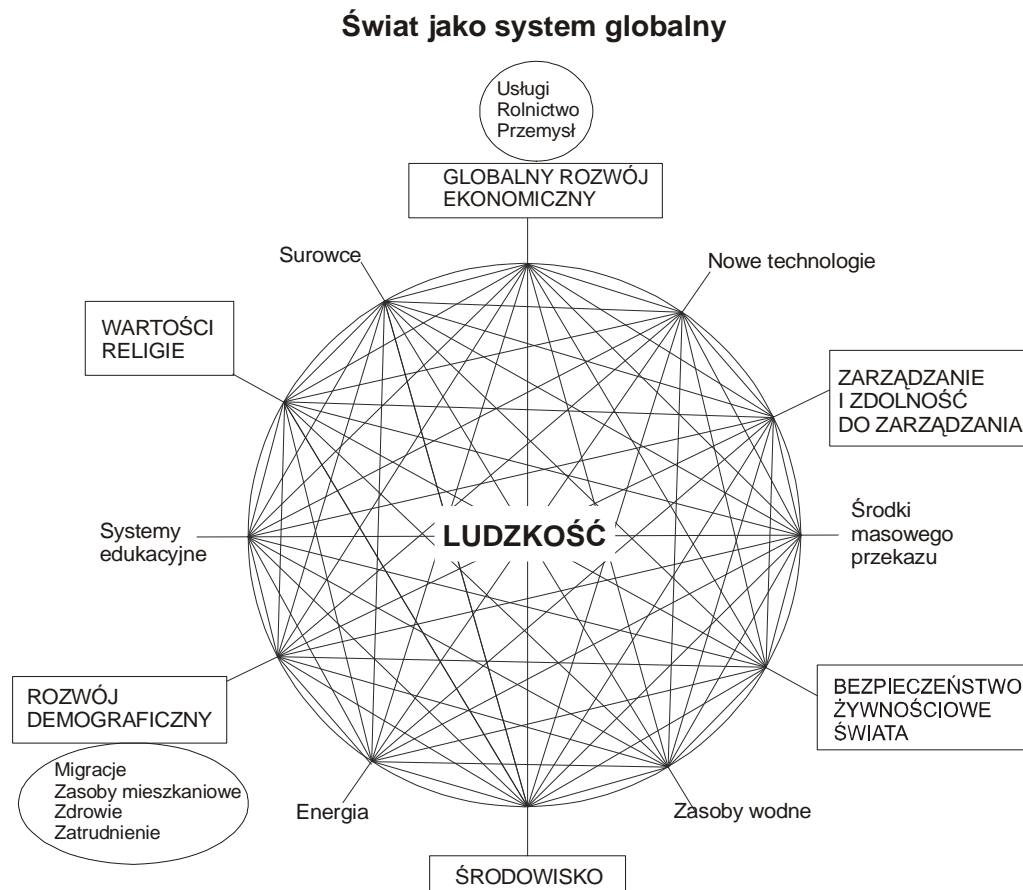 Świat jako system globalny
Usługi
Rolnictwo
Przemysł
GLOBALNY ROZWÓJ
EKONOMICZNY
Surowce
Nowe technologie
WARTOŚCI
RELIGIE
ZARZĄDZANIE
I ZDOLNOŚĆ
DO ZARZĄDZANIA
Systemy
edukacyjne
LUDZKOŚĆ
Środki
masowego
przekazu
ROZWÓJ
DEMOGRAFICZNY
BEZPIECZEŃSTWO
ŻYWNOŚCIOWE
ŚWIATA
Migracje
Zasoby mieszkaniowe
Zdrowie
Zatrudnienie
Energia
Zasoby wodne
ŚRODOWISKO